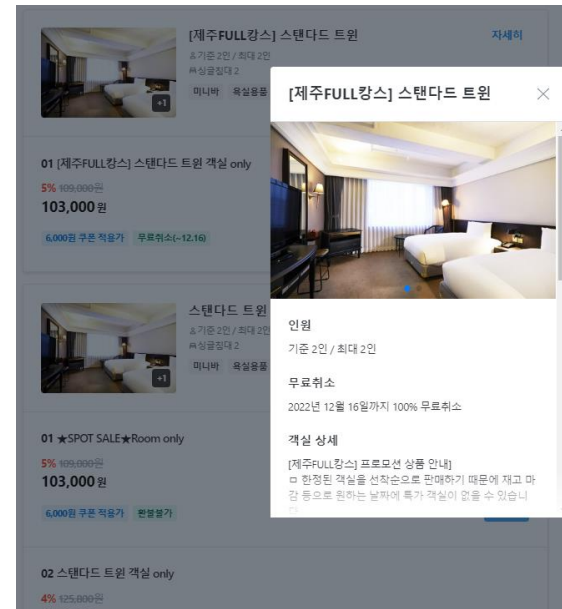 [제주FULL캉스] 스탠다드 트윈
자세히
기준 2인 / 최대 2인
싱글침대 2
미니바 욕실용품
+1
01 [제주FULL캉스] 스탠다드 트윈 객실 only
5% 109,000원
103,000 원
6,000원 쿠폰 적용가 무료취소(~12.16)
스탠다드 트윈
기준 2인 / 최대 2인
싱글침대 2
미니바 욕실용품
+1
01 ★SPOT SALE★Room only
5% 109,000원
103,000 원
6,000원 쿠폰 적용가 환불불가
02 스탠다드 트윈 객실 only
4% 125,800원
[제주FULL캉스] 스탠다드 트윈
인원
기준 2인 / 최대 2인
무료취소
2022년 12월 16일까지 100% 무료취소
객실 상세
[제주FULL캉스] 프로모션 상품 안내]
ㅁ 한정된 객실을 선착순으로 판매하기 때문에 재고 마
감 등으로 원하는 날짜에 특가 객실이 없을 수 있습니
다